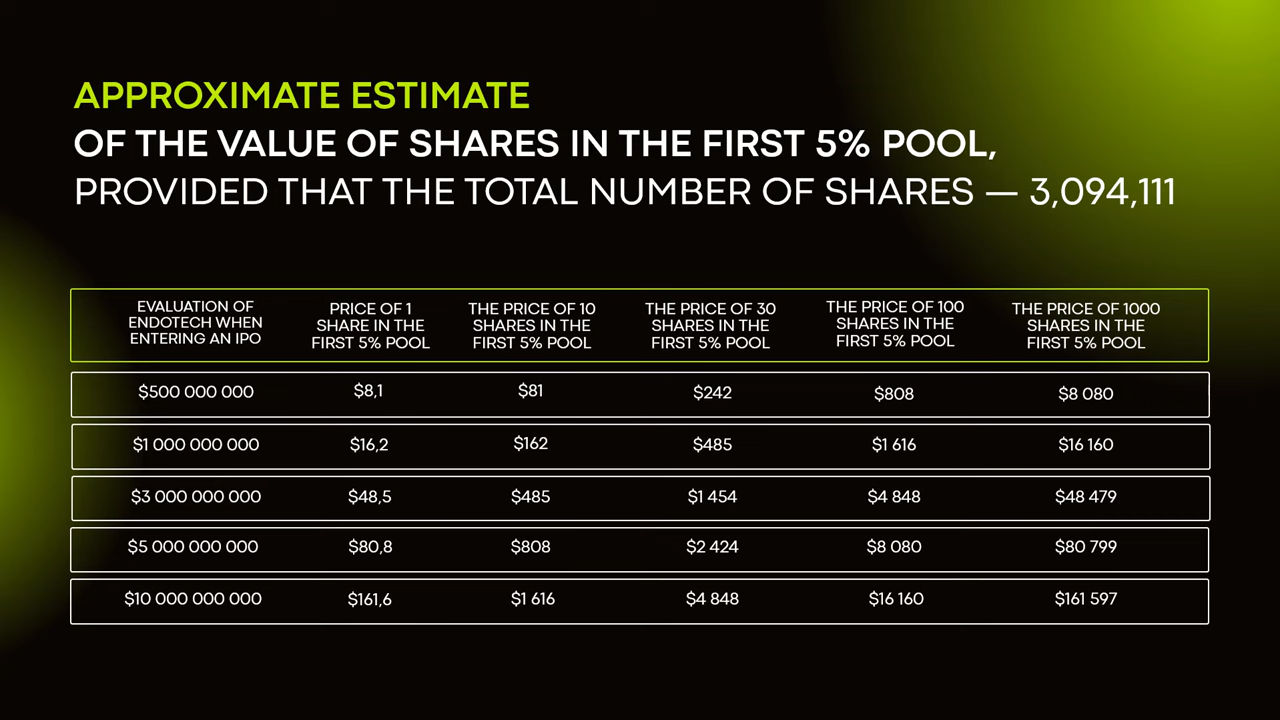 APPROXIMATE ESTIMATE
OF THE VALUE OF SHARES IN THE FIRST 5% POOL,
PROVIDED THAT THE TOTAL NUMBER OF SHARES — 3,094,111
EVALUATION OF
ENDOTECH WHEN
ENTERING AN IPO
PRICE OF 1
SHARE IN THE
FIRST 5% POOL
THE PRICE OF 10
SHARES IN THE
FIRST 5% POOL
THE PRICE OF 30
SHARES IN THE
FIRST 5% POOL
THE PRICE OF 100
SHARES IN THE
FIRST 5% POOL
THE PRICE OF 1000
SHARES IN THE
FIRST 5% POOL
$500 000 000 $8,1 $81 $242 $808 $8 080
$1 000 000 000 $16,2 $162 $485 $1 616 $16 160
$3 000 000 000 $48,5 $485 $1 454 $4 848 $48 479
$5 000 000 000 $80,8 $808 $2 424 $8 080 $80 799
$10 000 000 000 $161,6 $1 616 $4 848 $16 160 $161 597